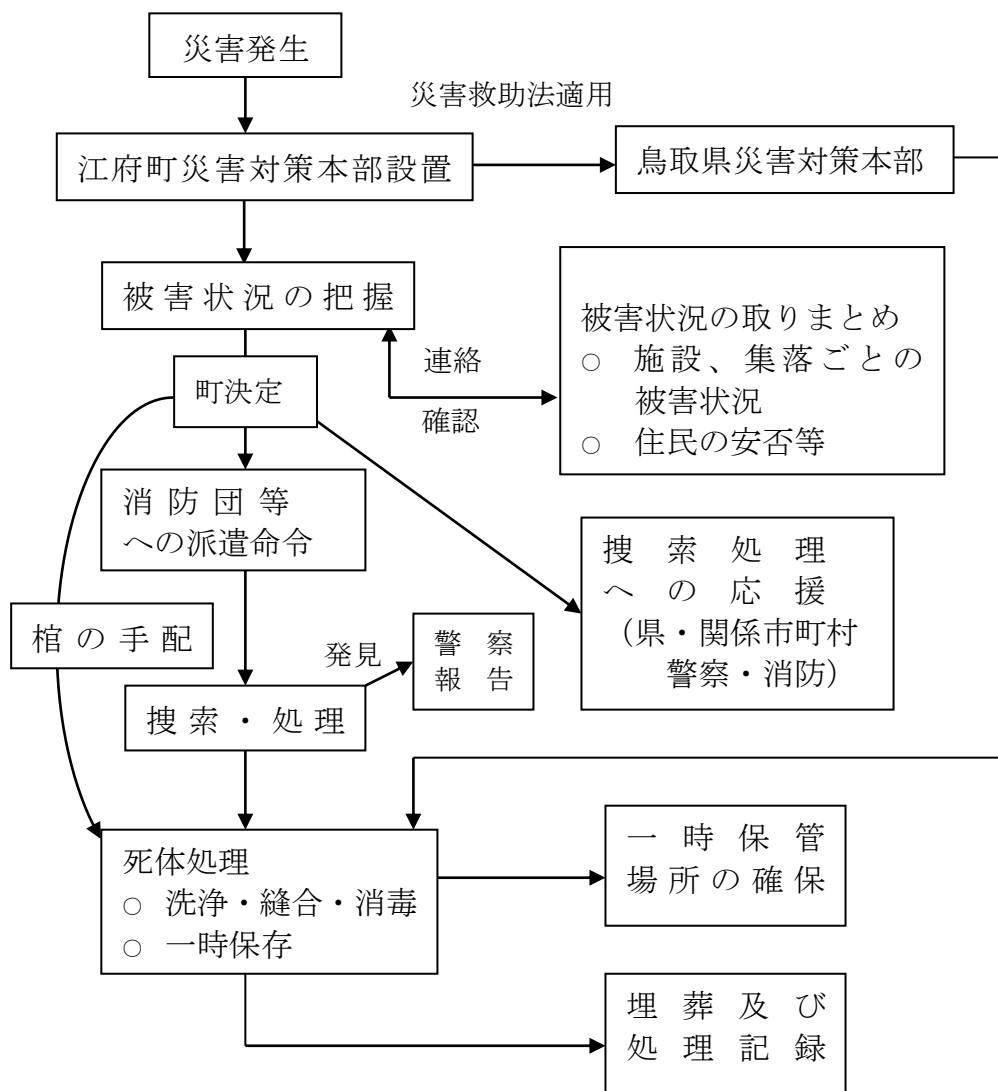 災害発生
災害救助法適用
江府町災害対策本部設置
鳥取県災害対策本部
被害状況の把握
被害状況の取りまとめ
○ 施設、集落ごとの
被害状況
○ 住民の安否等
連絡
確認
町決定
消防団等
への派遣命令
捜索処理
への応援
（県・関係市町村
警察・消防）
棺の手配
発見
警察
報告
捜索・処理
死体処理
○ 洗浄・縫合・消毒
○ 一時保存
一時保管
場所の確保
埋葬及び
処理記録